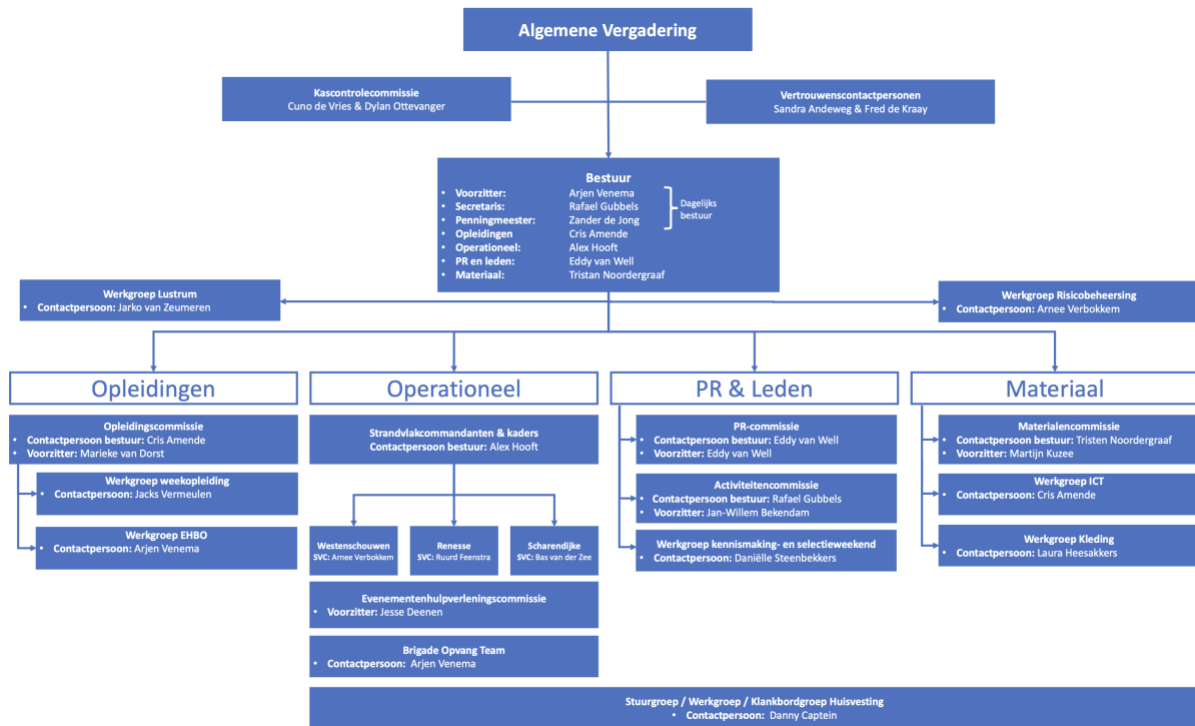 Algemene Vergadering
Kascontrolecommissie
Cuno de Vries & Dylan Ottevanger
Vertrouwenscontactpersonen
Sandra Andeweg & Fred de Kraay
Bestuur
• Voorzitter: Arjen Venema
• Secretaris: Rafael Gubbels
• Penningmeester: Zander de Jong
Dagelijks
bestuur
• Opleidingen Cris Amende
• Operationeel: Alex Hooft
• PR en leden: Eddy van Well
• Materiaal: Tristan Noordergraaf
Werkgroep Lustrum
• Contactpersoon: Jarko van Zeumeren
Werkgroep Risicobeheersing
• Contactpersoon: Arnee Verbokkem
Opleidingen
Opleidingscommissie
• Contactpersoon bestuur: Cris Amende
• Voorzitter: Marieke van Dorst
Werkgroep weekopleiding
• Contactpersoon: Jacks Vermeulen
Werkgroep EHBO
• Contactpersoon: Arjen Venema
Operationeel
Strandvlakcommandanten & kaders
Contactpersoon bestuur: Alex Hooft
Westenschouwen
SVC: Arnee Verbokkem
Renesse
SVC: Ruurd Feenstra
Scharendijke
SVC: Bas van der Zee
Evenementenhulpverleningscommissie
• Voorzitter: Jesse Deenen
Brigade Opvang Team
• Contactpersoon: Arjen Venema
PR & Leden
PR-commissie
• Contactpersoon bestuur: Eddy van Well
• Voorzitter: Eddy van Well
Activiteitencommissie
• Contactpersoon bestuur: Rafael Gubbels
• Voorzitter: Jan-Willem Bekendam
Werkgroep kennismaking- en selectieweekend
• Contactpersoon: Daniëlle Steenbekkers
Materiaal
Materialencommissie
• Contactpersoon bestuur: Tristen Noordergraaf
• Voorzitter: Martijn Kuzee
Werkgroep ICT
• Contactpersoon: Cris Amende
Werkgroep Kleding
• Contactpersoon: Laura Heesakkers
Stuurgroep / Werkgroep / Klankbordgroep Huisvesting
• Contactpersoon: Danny Captein